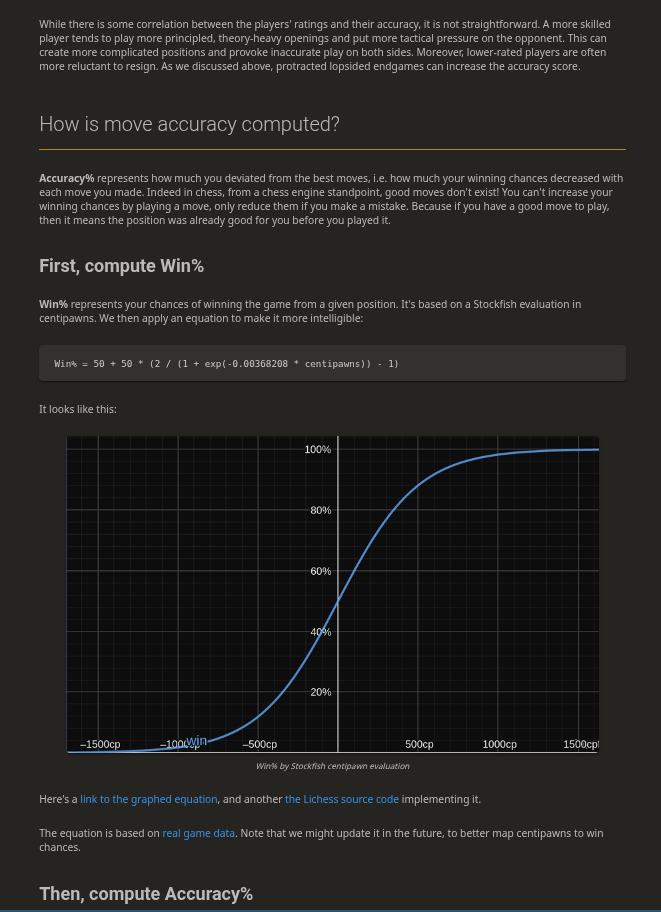 While there is some correlation between the players' ratings and their accuracy, it is not straightforward. A more skilled
player tends to play more principled, theory-heavy openings and put more tactical pressure on the opponent. This can
create more complicated positions and provoke inaccurate play on both sides. Moreover, lower-rated players are often
more reluctant to resign. As we discussed above, protracted lopsided endgames can increase the accuracy score.
How is move accuracy computed?
Accuracy% represents how much you deviated from the best moves, i.e. how much your winning chances decreased with
each move you made. Indeed in chess, from a chess engine standpoint, good moves don't exist! You can't increase your
winning chances by playing a move, only reduce them if you make a mistake. Because if you have a good move to play,
then it means the position was already good for you before you played it.
First, compute Win%
Win% represents your chances of winning the game from a given position. It's based on a Stockfish evaluation in
centipawns. We then apply an equation to make it more intelligible:
Win% = 50 + 50 * (2 / (1 + exp(-0.00368208 * centipawns)) - 1)
It looks like this:
100%
80%
60%
40%
20%
win
−1500cp −1000cp −500cp 500cp 1000cp 1500cp
Win% by Stockfish centipawn evaluation
Here's a link to the graphed equation, and another the Lichess source code implementing it.
The equation is based on real game data. Note that we might update it in the future, to better map centipawns to win
chances.
Then, compute Accuracy%